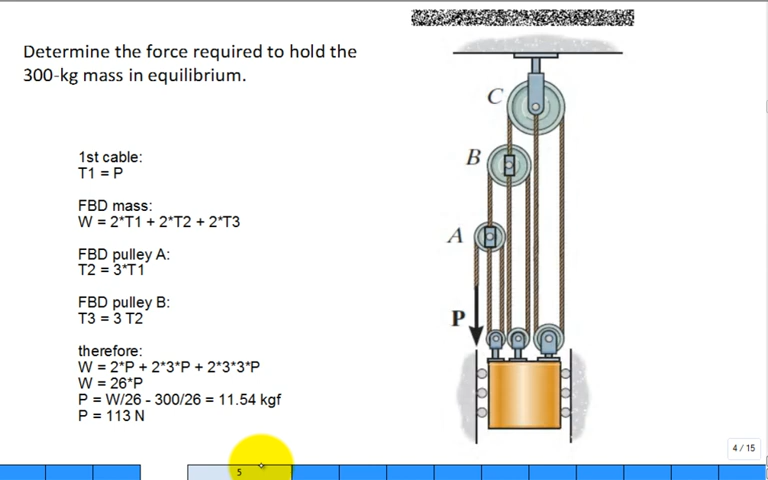 Determine the force required to hold the
300-kg mass in equilibrium.
1st cable:
T1 = P
FBD mass:
W = 2*T1 + 2*T2 + 2*T3
FBD pulley A:
T2 = 3*T1
FBD pulley B:
T3 = 3 T2
therefore:
W = 2*P + 2*3*P + 2*3*3*P
W = 26*P
P = W/26 - 300/26 = 11.54 kgf
P = 113 N
C
B
A
P
4 / 15
5